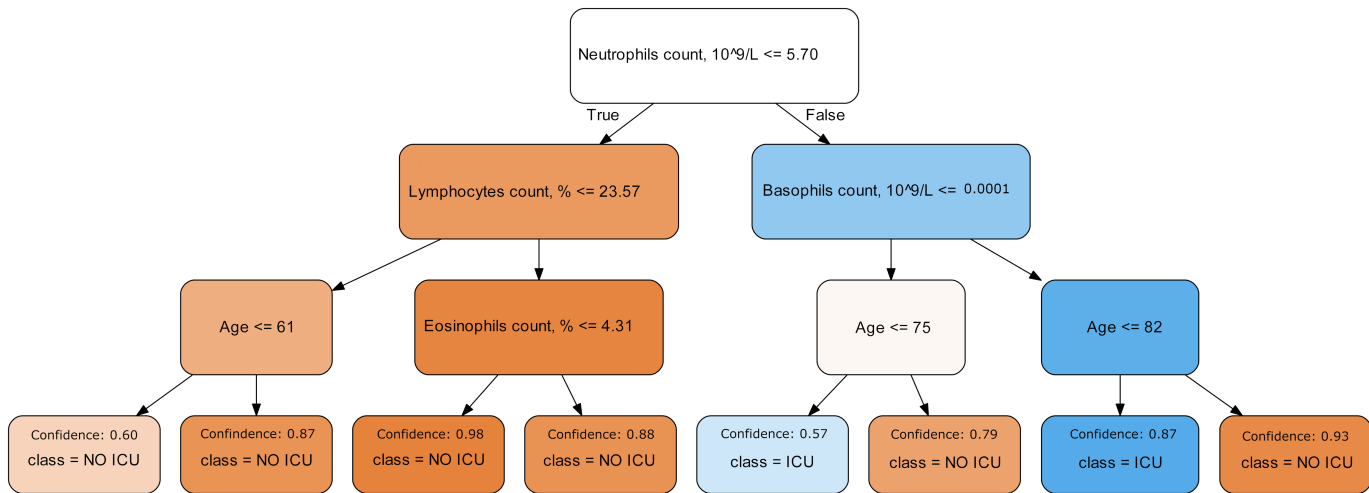 Neutrophils count, 10^9/L <= 5.70
True
False
Lymphocytes count, % <= 23.57
Basophils count, 10^9/L <= 0.0001
Age <= 61
Eosinophils count, % <= 4.31
Age <= 75
Age <= 82
Confidence: 0.60
class = NO ICU
Confindence: 0.87
class = NO ICU
Confidence: 0.98
class = NO ICU
Confidence: 0.88
class = NO ICU
Confidence: 0.57
class = ICU
Confidence: 0.79
class = NO ICU
Confidence: 0.87
class = ICU
Confidence: 0.93
class = NO ICU